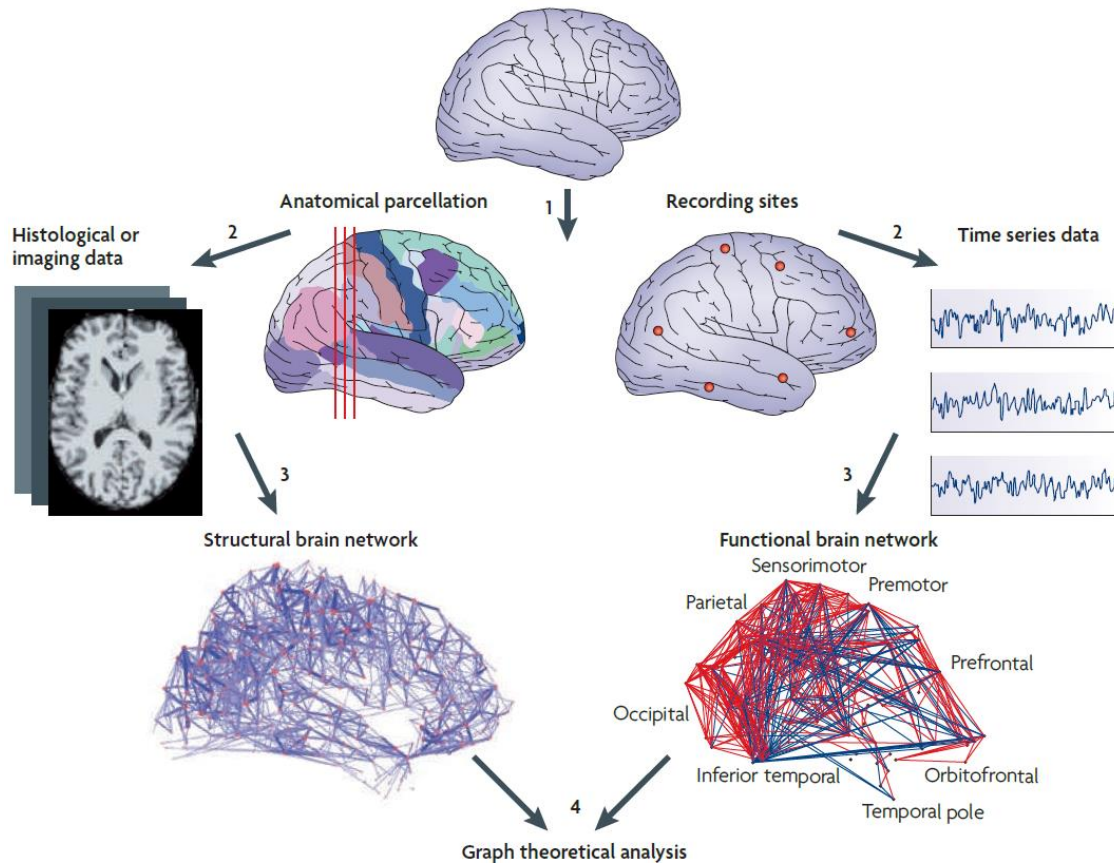 Anatomical parcellation
1
Recording sites
2
Histological or
imaging data
2
Time series data
3
3
Structural brain network
Functional brain network
Sensorimotor
Premotor
Parietal
Prefrontal
Occipital
Inferior temporal
Orbitofrontal
Temporal pole
4
Graph theoretical analysis